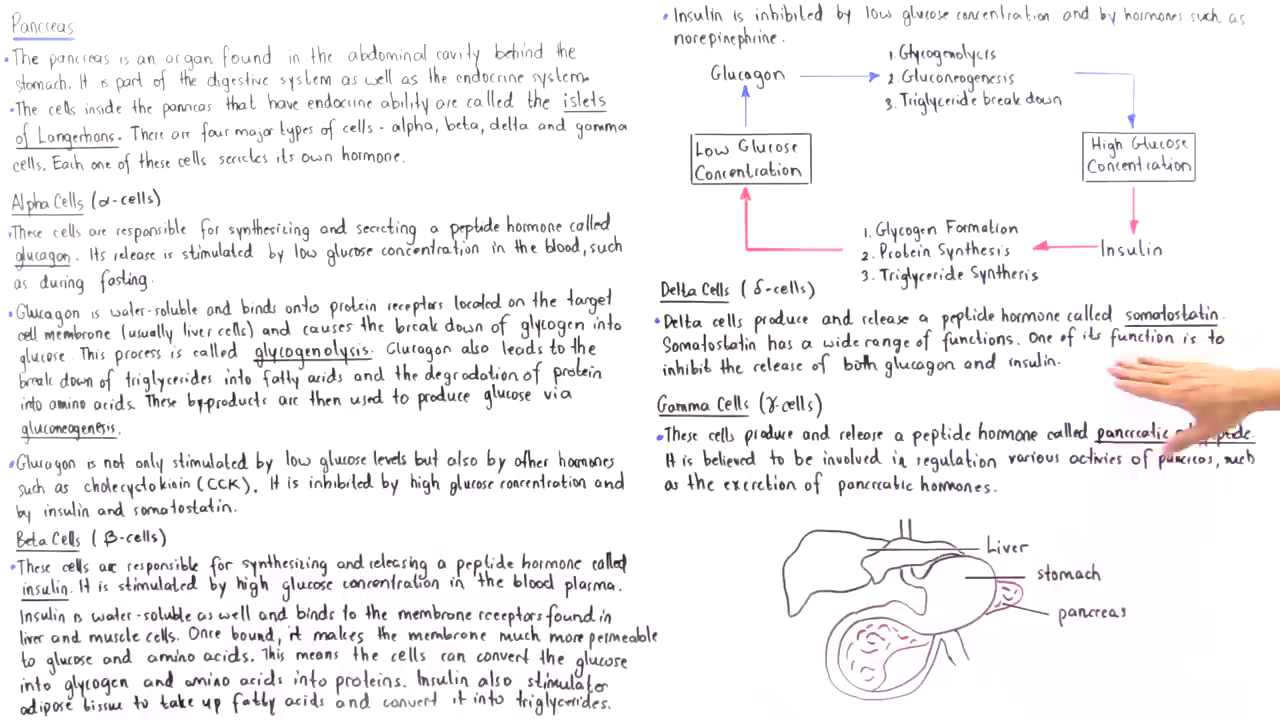 Pancreas
• The pancreas is an organ found in the abdominal cavity behind the
stomach. It is part of the digestive system as well as the endocrine system.
• The cells inside the pancreas that have endocrine ability are called the islets
of Langerhans. There are four major types of cells - alpha, beta, delta and gamma
cells. Each one of these cells secretes its own hormone.
Alpha Cells (α-cells)
• These cells are responsible for synthesizing and secreting a peptide hormone called
glucagon. Its release is stimulated by low glucose concentration in the blood, such
as during fasting.
• Glucagon is water-soluble and binds onto protein receptors located on the target
cell membrane (usually liver cells) and causes the break down of glycogen into
glucose. This process is called glycogenolysis. Glucagon also leads to the
break down of triglycerides into fatty acids and the degradation of protein
into amino acids. These byproducts are then used to produce glucose via
gluconeogenesis.
• Glucagon is not only stimulated by low glucose levels but also by other hormones
such as cholecystokinin (CCK). It is inhibited by high glucose concentration and
by insulin and somatostatin.
Beta Cells (β-cells)
• These cells are responsible for synthesizing and releasing a peptide hormone called
insulin. It is stimulated by high glucose concentration in the blood plasma.
Insulin is water-soluble as well and binds to the membrane receptors found in
liver and muscle cells. Once bound, it makes the membrane much more permeable
to glucose and amino acids. This means the cells can convert the glucose
into glycogen and amino acids into proteins. Insulin also stimulates
adipose tissue to take up fatty acids and convert it into triglycerides.
• Insulin is inhibited by low glucose concentration and by hormones such as
norepinephrine.
Glucagon
1. Glycogenolysis
2. Gluconeogenesis
3. Triglyceride break down
Low Glucose
Concentration
High Glucose
Concentration
1. Glycogen Formation
2. Protein Synthesis
3. Triglyceride Synthesis
Insulin
Delta Cells (δ-cells)
• Delta cells produce and release a peptide hormone called somatostatin.
Somatostatin has a wide range of functions. One of its function is to
inhibit the release of both glucagon and insulin.
Gamma Cells (γ-cells)
• These cells produce and release a peptide hormone called pancreatic
It is believed to be involved in regulation various activies of pancreas, such
as the excretion of pancreatic hormones.
Liver
stomach
pancreas